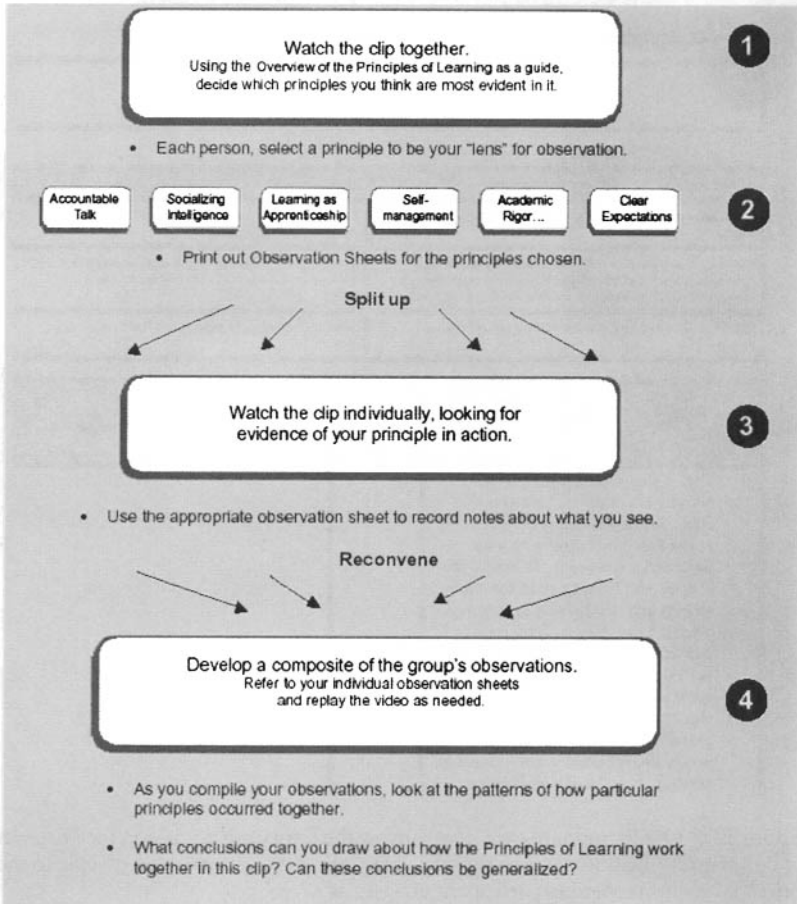 Watch the clip together.
Using the Overview of the Principles of Learning as a guide,
decide which principles you think are most evident in it.
1
• Each person, select a principle to be your "lens" for observation.
Accountable
Talk
Socializing
Intelligence
Learning as
Apprenticeship
Self-
management
Academic
Rigor...
Clear
Expectations
2
• Print out Observation Sheets for the principles chosen.
Split up
Watch the clip individually, looking for
evidence of your principle in action.
3
• Use the appropriate observation sheet to record notes about what you see.
Reconvene
Develop a composite of the group's observations.
Refer to your individual observation sheets
and replay the video as needed.
4
• As you compile your observations, look at the patterns of how particular
principles occurred together.
• What conclusions can you draw about how the Principles of Learning work
together in this clip? Can these conclusions be generalized?